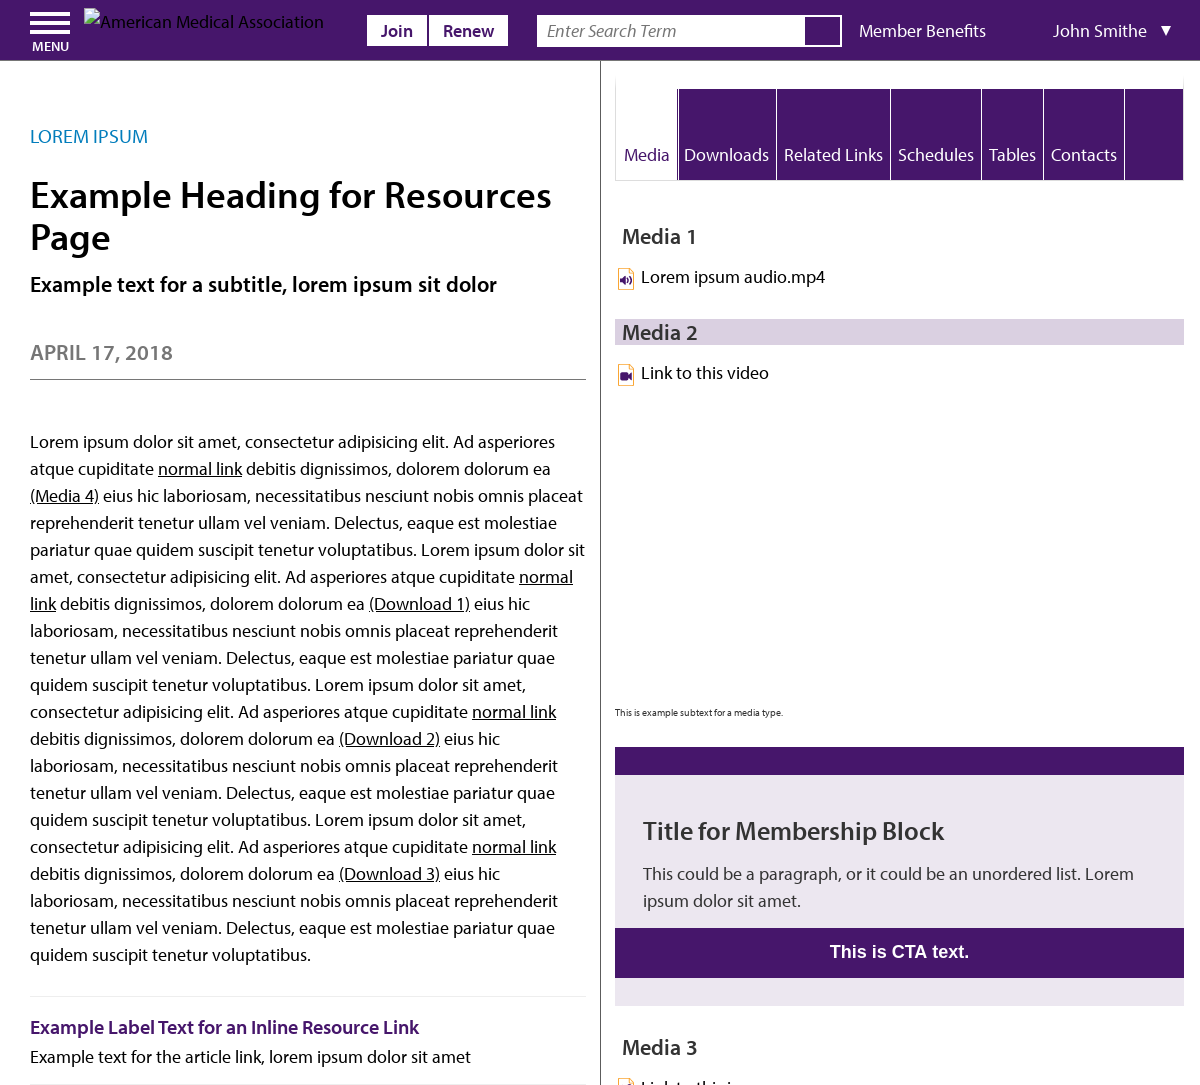 MENU
American Medical Association
Join
Renew
Enter Search Term
Member Benefits
John Smithe ▼
LOREM IPSUM
Example Heading for Resources
Page
Example text for a subtitle, lorem ipsum sit dolor
APRIL 17, 2018
Lorem ipsum dolor sit amet, consectetur adipisicing elit. Ad asperiores
atque cupiditate normal link debitis dignissimos, dolorem dolorum ea
(Media 4) eius hic laboriosam, necessitatibus nesciunt nobis omnis placeat
reprehenderit tenetur ullam vel veniam. Delectus, eaque est molestiae
pariatur quae quidem suscipit tenetur voluptatibus. Lorem ipsum dolor sit
amet, consectetur adipisicing elit. Ad asperiores atque cupiditate normal
link debitis dignissimos, dolorem dolorum ea (Download 1) eius hic
laboriosam, necessitatibus nesciunt nobis omnis placeat reprehenderit
tenetur ullam vel veniam. Delectus, eaque est molestiae pariatur quae
quidem suscipit tenetur voluptatibus. Lorem ipsum dolor sit amet,
consectetur adipisicing elit. Ad asperiores atque cupiditate normal link
debitis dignissimos, dolorem dolorum ea (Download 2) eius hic
laboriosam, necessitatibus nesciunt nobis omnis placeat reprehenderit
tenetur ullam vel veniam. Delectus, eaque est molestiae pariatur quae
quidem suscipit tenetur voluptatibus. Lorem ipsum dolor sit amet,
consectetur adipisicing elit. Ad asperiores atque cupiditate normal link
debitis dignissimos, dolorem dolorum ea (Download 3) eius hic
laboriosam, necessitatibus nesciunt nobis omnis placeat reprehenderit
tenetur ullam vel veniam. Delectus, eaque est molestiae pariatur quae
quidem suscipit tenetur voluptatibus.
Example Label Text for an Inline Resource Link
Example text for the article link, lorem ipsum dolor sit amet
Media
Downloads
Related Links
Schedules
Tables
Contacts
Media 1
Lorem ipsum audio.mp4
Media 2
Link to this video
This is example subtext for a media type.
Title for Membership Block
This could be a paragraph, or it could be an unordered list. Lorem
ipsum dolor sit amet.
This is CTA text.
Media 3